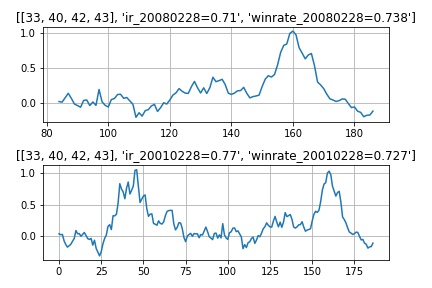 [[33, 40, 42, 43], 'ir_20080228=0.71', 'winrate_20080228=0.738']
1.0
0.5
0.0
80 100 120 140 160 180
[[33, 40, 42, 43], 'ir_20010228=0.77', 'winrate_20010228=0.727']
1.0
0.5
0.0
0 25 50 75 100 125 150 175